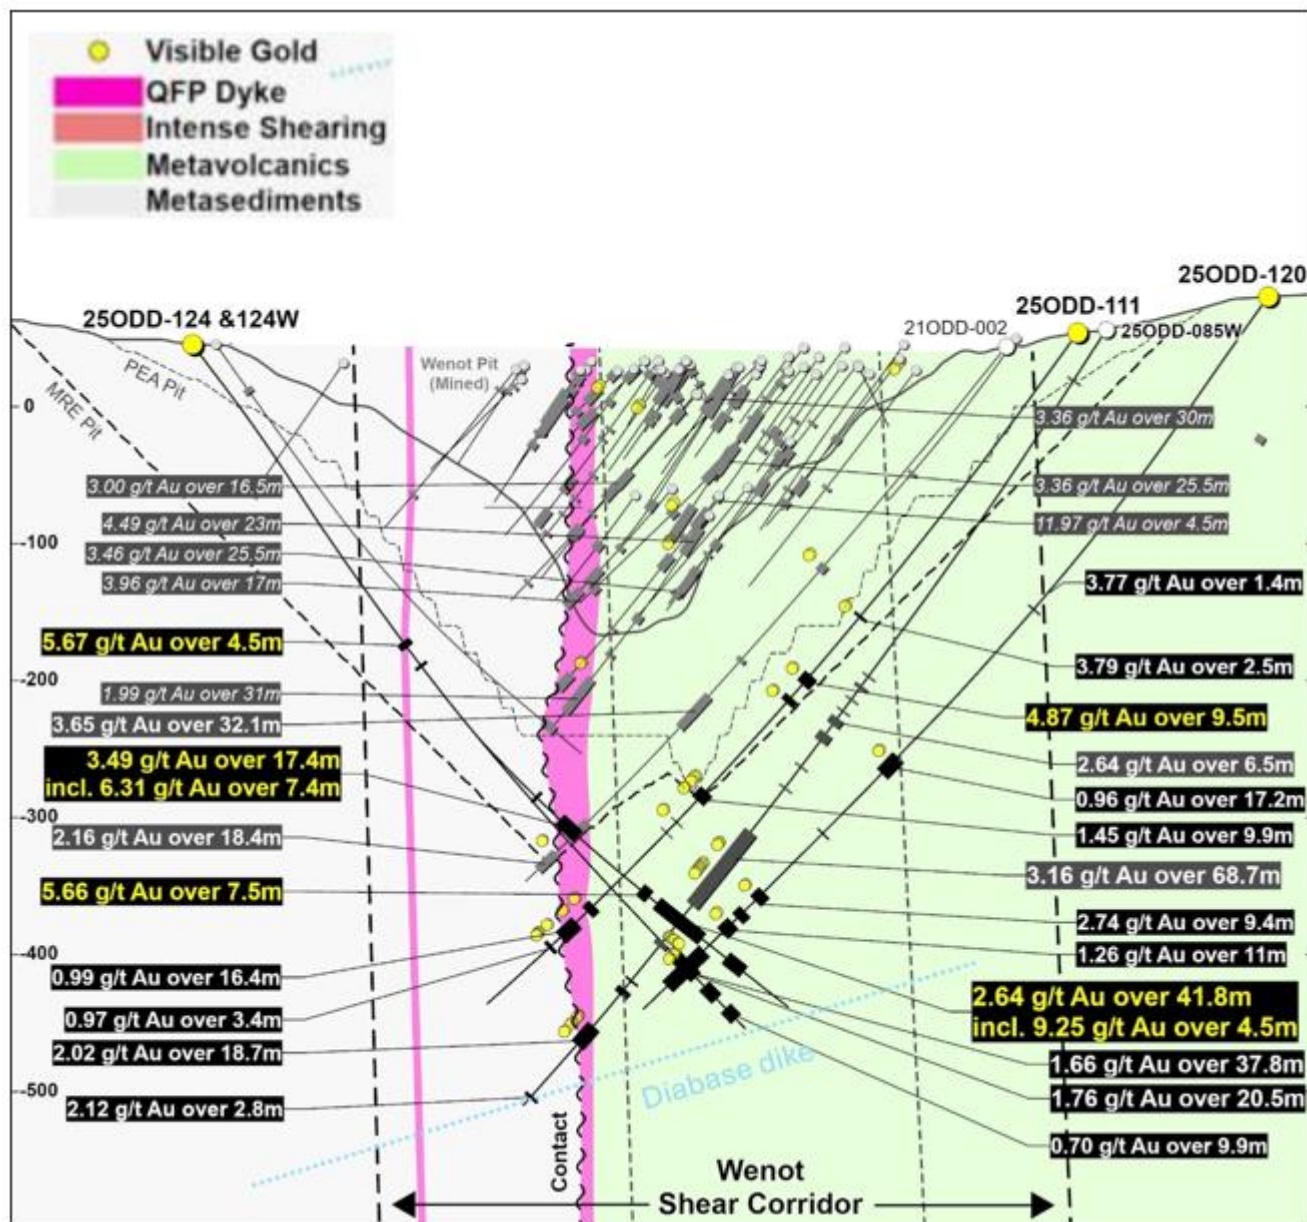 Visible Gold
QFP Dyke
Intense Shearing
Metavolcanics
Metasediments
25ODD-120
25ODD-124 &124W
25ODD-111
21ODD-002
25ODD-085W
PEA Pit
MRE Pit
Wenot Pit
(Mined)
0
-100
-200
-300
-400
-500
3.00 g/t Au over 16.5m
4.49 g/t Au over 23m
3.46 g/t Au over 25.5m
3.96 g/t Au over 17m
5.67 g/t Au over 4.5m
1.99 g/t Au over 31m
3.65 g/t Au over 32.1m
3.49 g/t Au over 17.4m
incl. 6.31 g/t Au over 7.4m
2.16 g/t Au over 18.4m
5.66 g/t Au over 7.5m
0.99 g/t Au over 16.4m
0.97 g/t Au over 3.4m
2.02 g/t Au over 18.7m
2.12 g/t Au over 2.8m
3.36 g/t Au over 30m
3.36 g/t Au over 25.5m
11.97 g/t Au over 4.5m
3.77 g/t Au over 1.4m
3.79 g/t Au over 2.5m
4.87 g/t Au over 9.5m
2.64 g/t Au over 6.5m
0.96 g/t Au over 17.2m
1.45 g/t Au over 9.9m
3.16 g/t Au over 68.7m
2.74 g/t Au over 9.4m
1.26 g/t Au over 11m
2.64 g/t Au over 41.8m
incl. 9.25 g/t Au over 4.5m
1.66 g/t Au over 37.8m
1.76 g/t Au over 20.5m
0.70 g/t Au over 9.9m
Diabase dike
Contact
Wenot
Shear Corridor